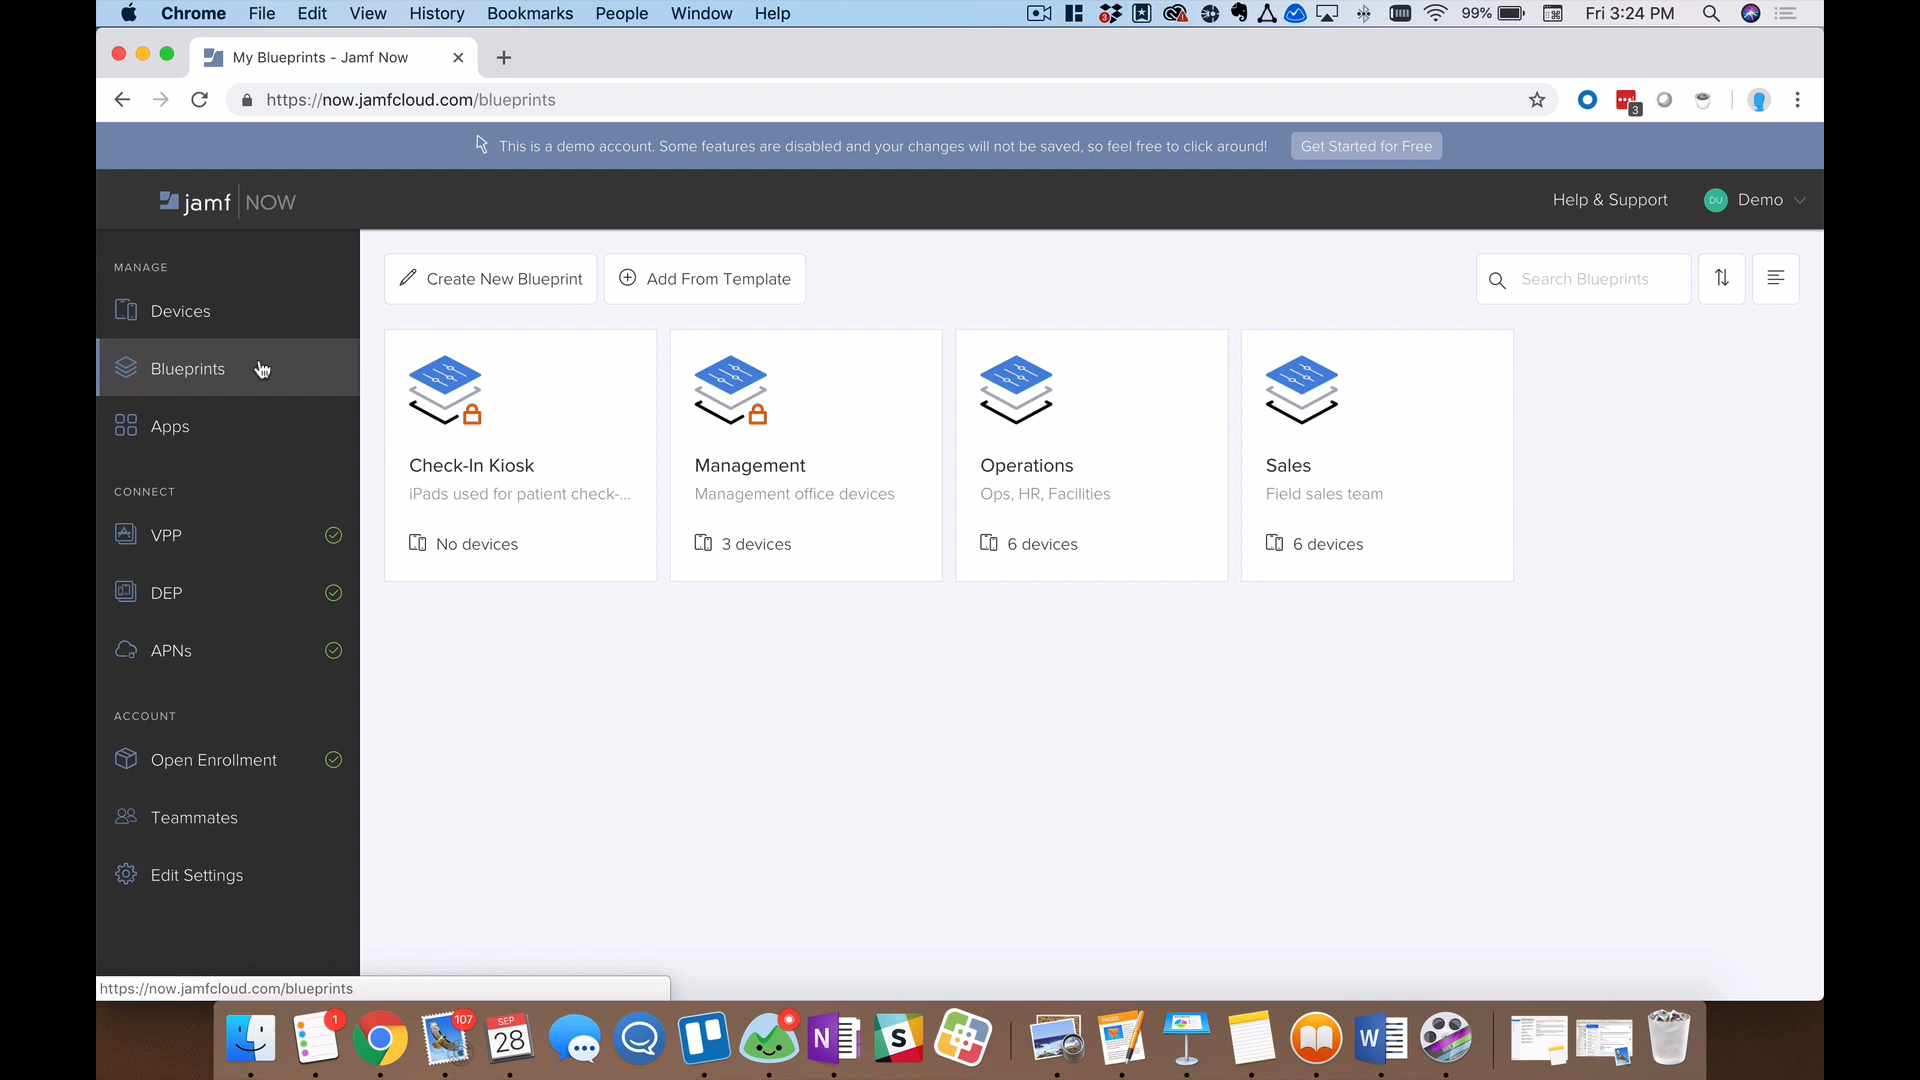 Chrome File Edit View History Bookmarks People Window Help
3
99%
Fri 3:24 PM
My Blueprints - Jamf Now
https://now.jamfcloud.com/blueprints
3
This is a demo account. Some features are disabled and your changes will not be saved, so feel free to click around!
Get Started for Free
jamf NOW
Help & Support
DU
Demo
MANAGE
Devices
Blueprints
Apps
CONNECT
VPP
DEP
APNs
ACCOUNT
Open Enrollment
Teammates
Edit Settings
Create New Blueprint
Add From Template
Search Blueprints
Check-In Kiosk
iPads used for patient check-...
No devices
Management
Management office devices
3 devices
Operations
Ops, HR, Facilities
6 devices
Sales
Field sales team
6 devices
https://now.jamfcloud.com/blueprints
1
107
SEP
28
N
S
PAGES
W